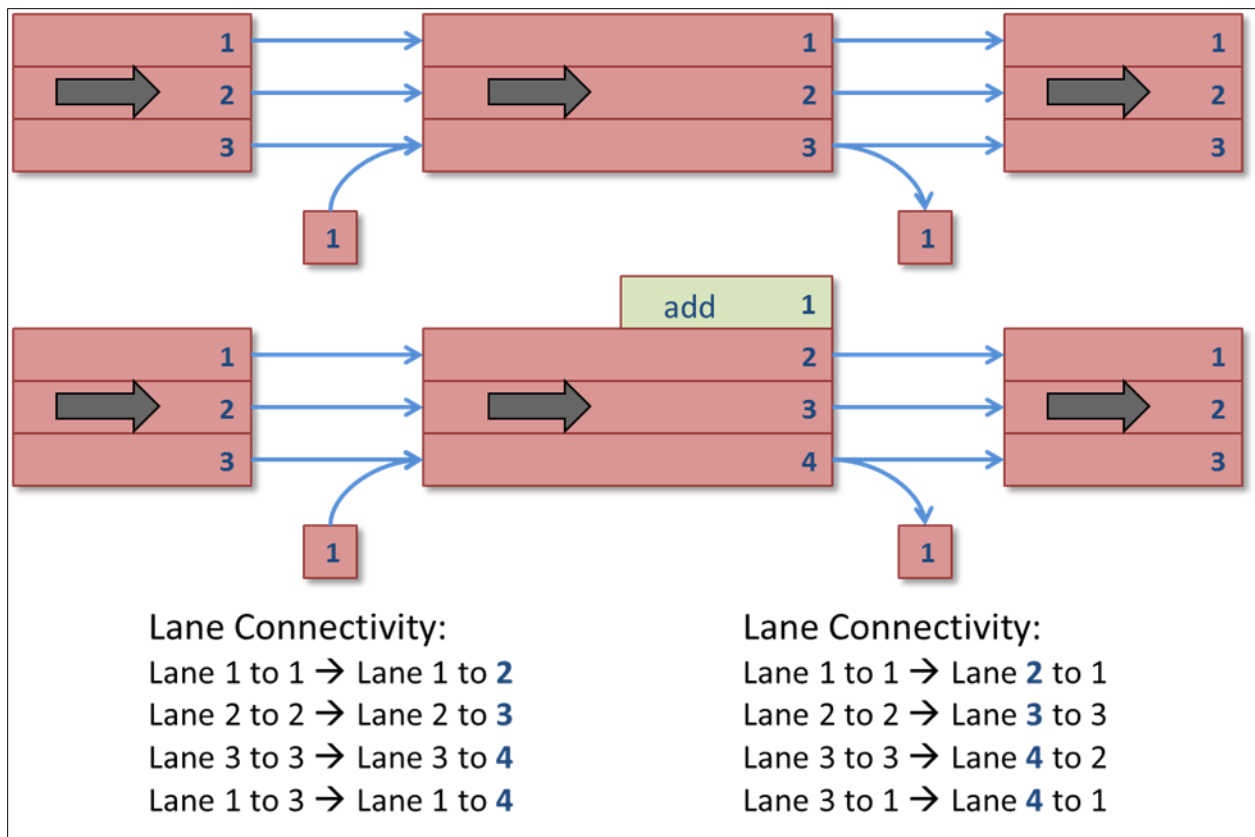 1 1 1
2 2 2
3 3 3
1 1
add 1
1 2 1
2 3 2
3 4 3
1 1
Lane Connectivity:
Lane 1 to 1 → Lane 1 to 2
Lane 2 to 2 → Lane 2 to 3
Lane 3 to 3 → Lane 3 to 4
Lane 1 to 3 → Lane 1 to 4
Lane Connectivity:
Lane 1 to 1 → Lane 2 to 1
Lane 2 to 2 → Lane 3 to 3
Lane 3 to 3 → Lane 4 to 2
Lane 3 to 1 → Lane 4 to 1